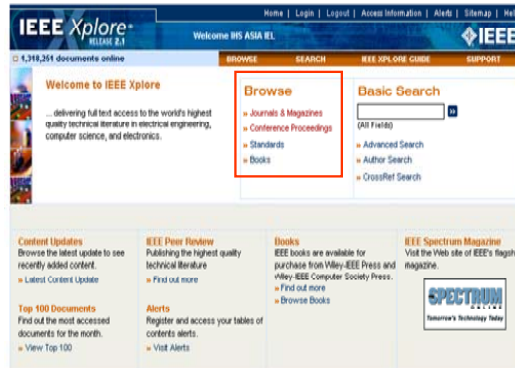 Home | Login | Logout | Access Information | Alerts | Sitemap | Hel
IEEE Xplore®
RELEASE 2.1
Welcome IHS ASIA IEL
IEEE
1,318,251 documents online
BROWSE SEARCH IEEE XPLORE GUIDE SUPPORT
Welcome to IEEE Xplore
... delivering full text access to the world's highest
quality technical literature in electrical engineering,
computer science, and electronics.
Browse
» Journals & Magazines
» Conference Proceedings
» Standards
» Books
Basic Search
»
(All Fields)
» Advanced Search
» Author Search
» CrossRef Search
Content Updates
Browse the latest update to see
recently added content.
» Latest Content Update
Top 100 Documents
Find out the most accessed
documents for the month.
» View Top 100
IEEE Peer Review
Publishing the highest quality
technical literature
» Find out more
Alerts
Register and access your tables of
contents alerts.
» Visit Alerts
Books
IEEE books are available for
purchase from Wiley-IEEE Press and
Wiley-IEEE Computer Society Press.
» Find out more
» Browse Books
IEEE Spectrum Magazine
Visit the Web site of IEEE's flagsh
magazine.
SPECTRUM
ONLINE
Tomorrow's Technology Today